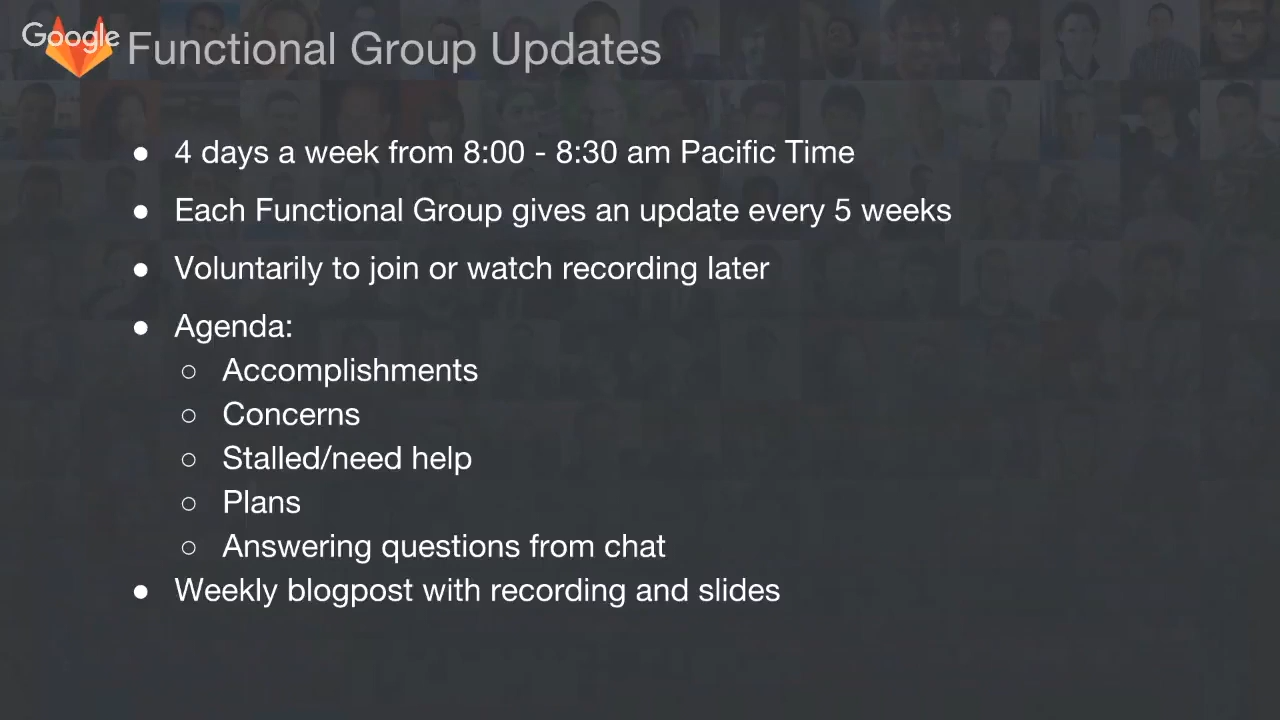 Google
Functional Group Updates
● 4 days a week from 8:00 - 8:30 am Pacific Time
● Each Functional Group gives an update every 5 weeks
● Voluntarily to join or watch recording later
● Agenda:
○ Accomplishments
○ Concerns
○ Stalled/need help
○ Plans
○ Answering questions from chat
● Weekly blogpost with recording and slides